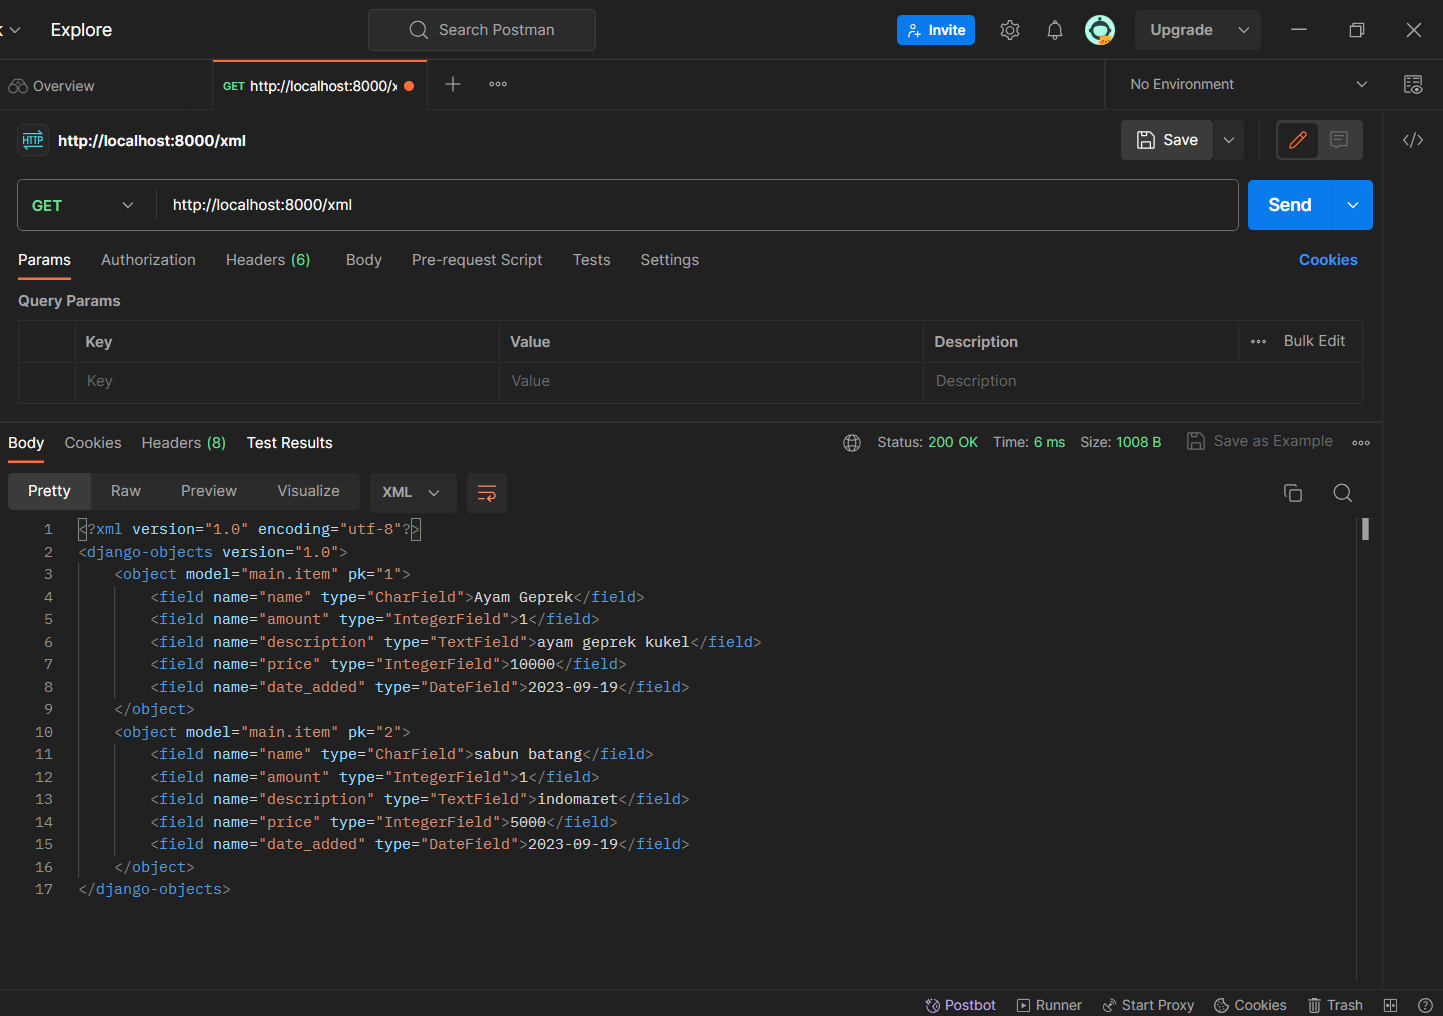 Explore
Search Postman
Invite
Upgrade
Overview
GET http://localhost:8000/x
No Environment
HTTP http://localhost:8000/xml
Save
GET http://localhost:8000/xml
Send
Params Authorization Headers (6) Body Pre-request Script Tests Settings Cookies
Query Params
Key Value Description Bulk Edit
Key Value Description
Body Cookies Headers (8) Test Results Status: 200 OK Time: 6 ms Size: 1008 B Save as Example
Pretty Raw Preview Visualize XML
1 <?xml version="1.0" encoding="utf-8"?>
2 <django-objects version="1.0">
3 <object model="main.item" pk="1">
4 <field name="name" type="CharField">Ayam Geprek</field>
5 <field name="amount" type="IntegerField">1</field>
6 <field name="description" type="TextField">ayam geprek kukel</field>
7 <field name="price" type="IntegerField">10000</field>
8 <field name="date_added" type="DateField">2023-09-19</field>
9 </object>
10 <object model="main.item" pk="2">
11 <field name="name" type="CharField">sabun batang</field>
12 <field name="amount" type="IntegerField">1</field>
13 <field name="description" type="TextField">indomaret</field>
14 <field name="price" type="IntegerField">5000</field>
15 <field name="date_added" type="DateField">2023-09-19</field>
16 </object>
17 </django-objects>
Postbot Runner Start Proxy Cookies Trash